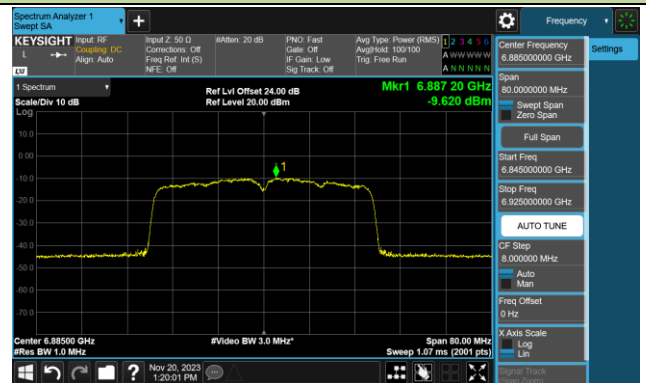 Spectrum Analyzer 1
Swept SA
+
Frequency
KEYSIGHT
L
LXI
Input: RF
Coupling: DC
Align: Auto
Input Z: 50 Ω
Corrections: Off
Freq Ref: Int (S)
NFE: Off
#Atten: 20 dB
PNO: Fast
Gate: Off
IF Gain: Low
Sig Track: Off
Avg Type: Power (RMS)
Avg|Hold: 100/100
Trig: Free Run
1 2 3 4 5 6
A W W W W W
A N N N N N
1 Spectrum
Scale/Div 10 dB
Log
Ref Lvl Offset 24.00 dB
Ref Level 20.00 dBm
Mkr1 6.887 20 GHz
-9.620 dBm
1
10.0
0.00
-10.0
-20.0
-30.0
-40.0
-50.0
-60.0
-70.0
Center 6.88500 GHz
#Res BW 1.0 MHz
#Video BW 3.0 MHz*
Span 80.00 MHz
Sweep 1.07 ms (2001 pts)
Center Frequency
6.885000000 GHz
Span
80.0000000 MHz
Swept Span
Zero Span
Full Span
Start Freq
6.845000000 GHz
Stop Freq
6.925000000 GHz
AUTO TUNE
CF Step
8.000000 MHz
Auto
Man
Freq Offset
0 Hz
X Axis Scale
Log
Lin
Signal Track
Settings
?
Nov 20, 2023
1:20:01 PM